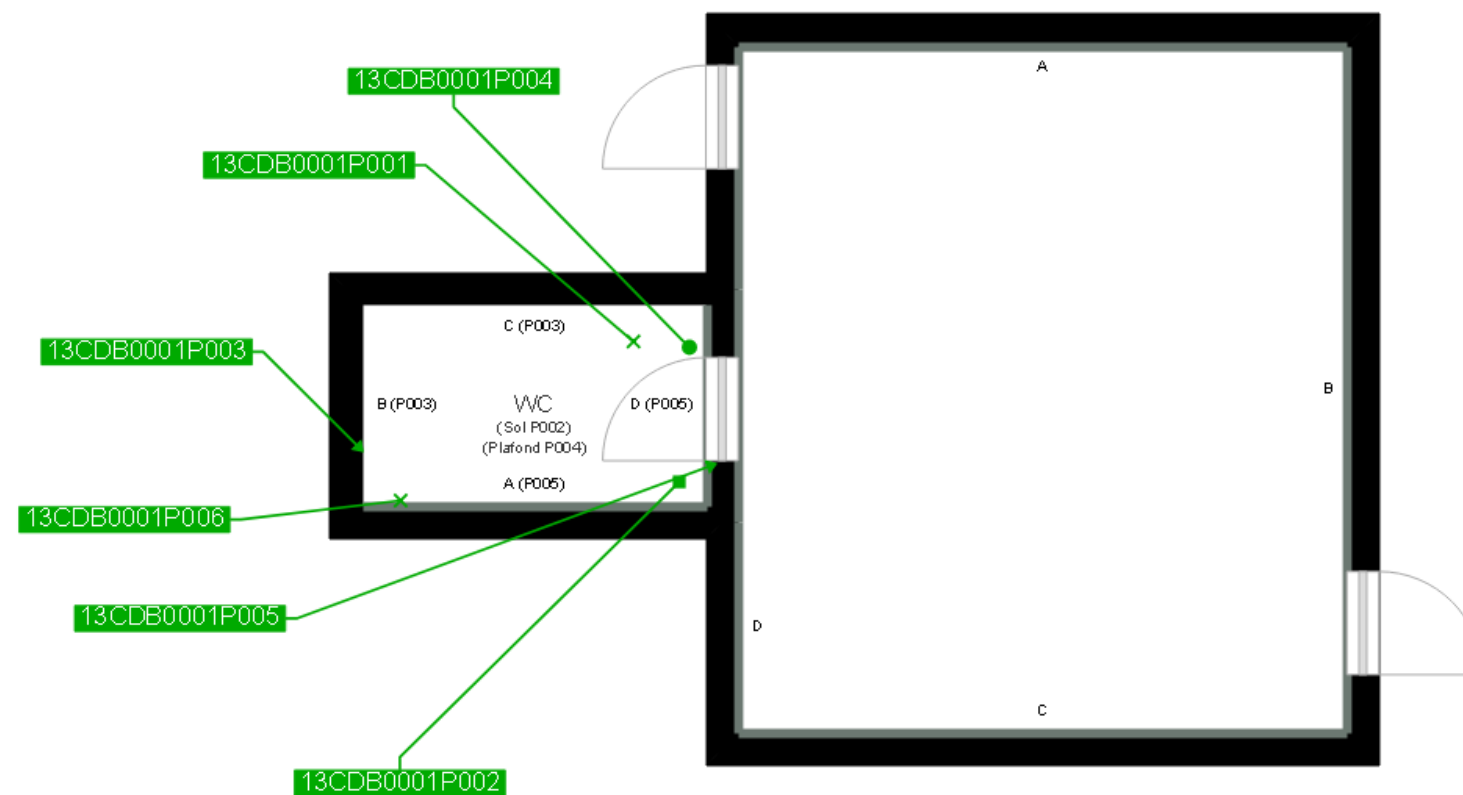 A
13CDB0001P004
13CDB0001P001
C (P003)
13CDB0001P003
B (P003)
WC
D (P005)
B
(Sol P002)
(Plafond P004)
A (P005)
13CDB0001P006
13CDB0001P005
D
C
13CDB0001P002